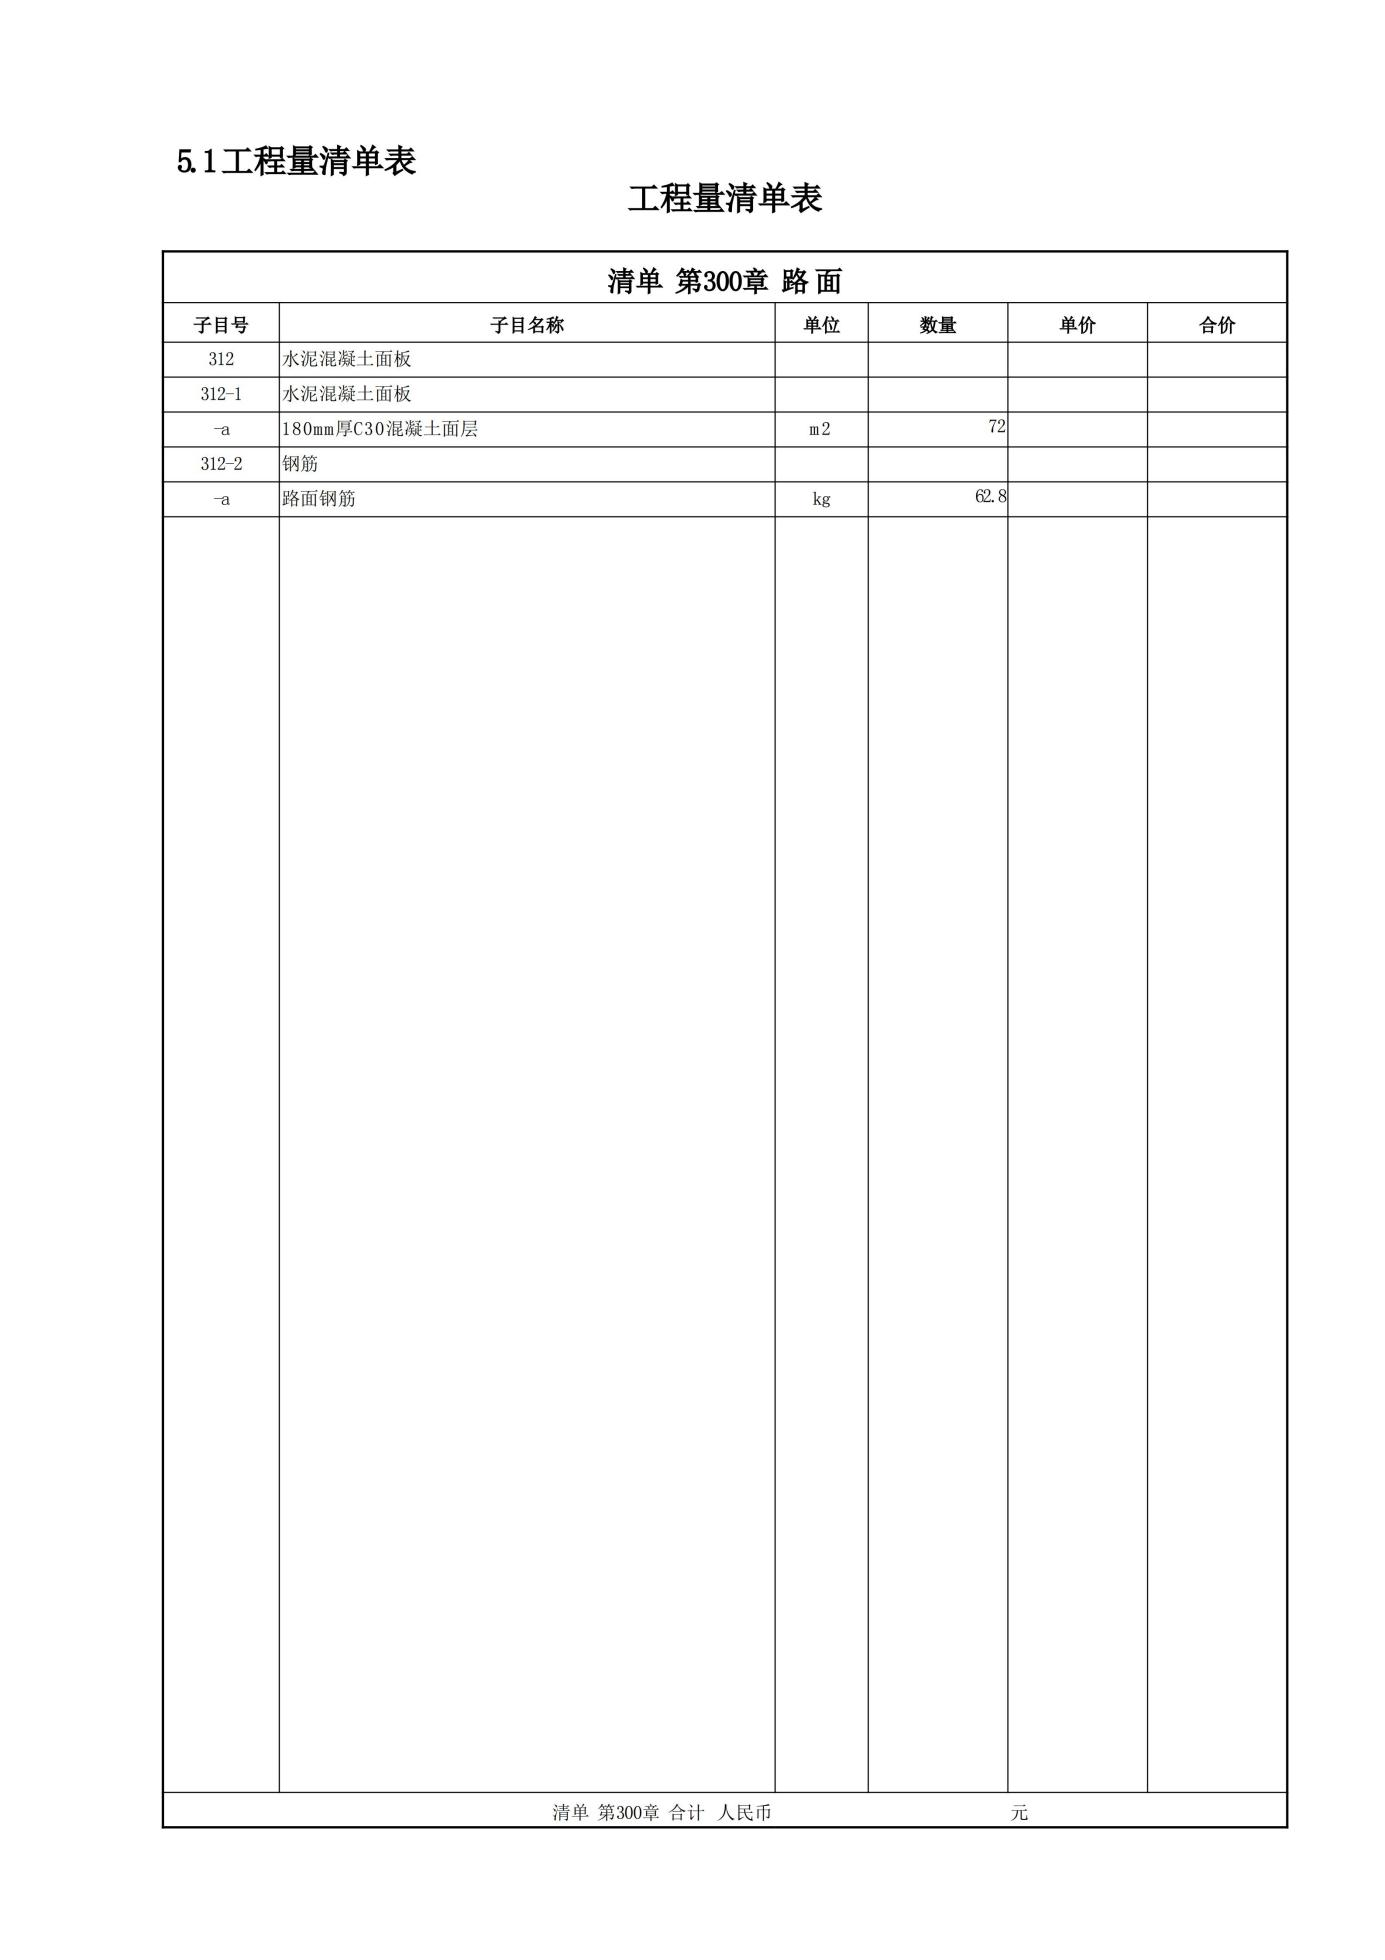 5.1工程量清单表
工程量清单表
清单 第300章 路 面
子目号 子目名称 单位 数量 单价 合价
312 水泥混凝土面板
312-1 水泥混凝土面板
-a 180mm厚C30混凝土面层 m2 72
312-2 钢筋
-a 路面钢筋 kg 62.8
清单 第300章 合计 人民币 元